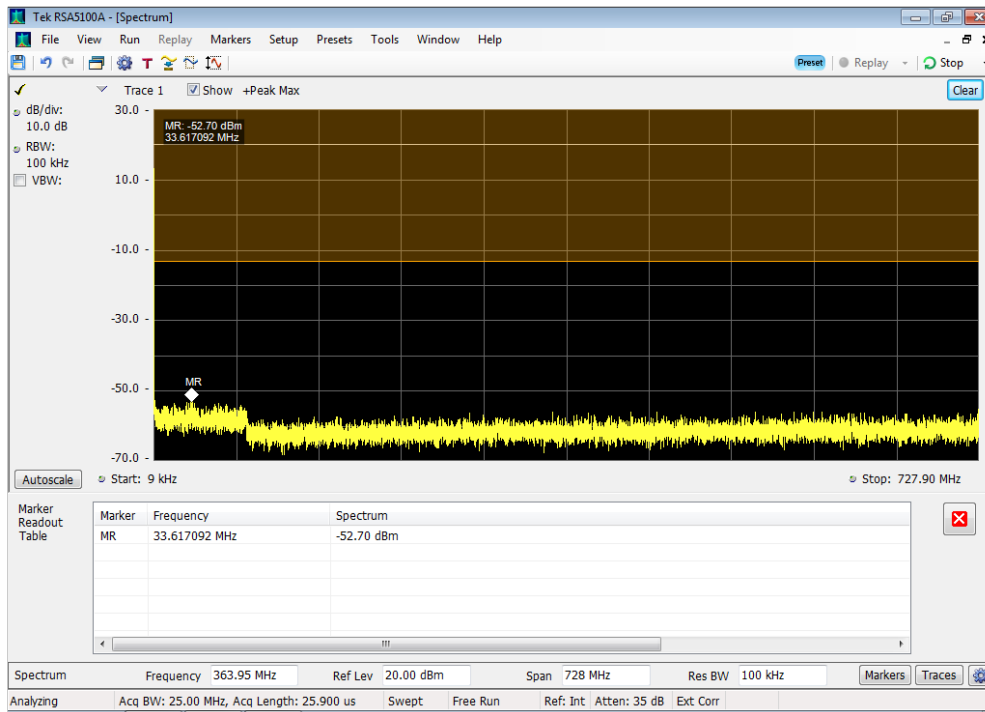 Tek RSA5100A - [Spectrum]
File View Run Replay Markers Setup Presets Tools Window Help
T Preset Replay Stop
Trace 1 Show +Peak Max Clear
dB/div:
10.0 dB
RBW:
100 kHz
VBW:
30.0
10.0
-10.0
-30.0
-50.0
-70.0
MR: -52.70 dBm
33.617092 MHz
MR
Autoscale Start: 9 kHz Stop: 727.90 MHz
Marker
Readout
Table
Marker Frequency Spectrum
MR 33.617092 MHz -52.70 dBm
Spectrum Frequency 363.95 MHz Ref Lev 20.00 dBm Span 728 MHz Res BW 100 kHz Markers Traces
Analyzing Acq BW: 25.00 MHz, Acq Length: 25.900 us Swept Free Run Ref: Int Atten: 35 dB Ext Corr